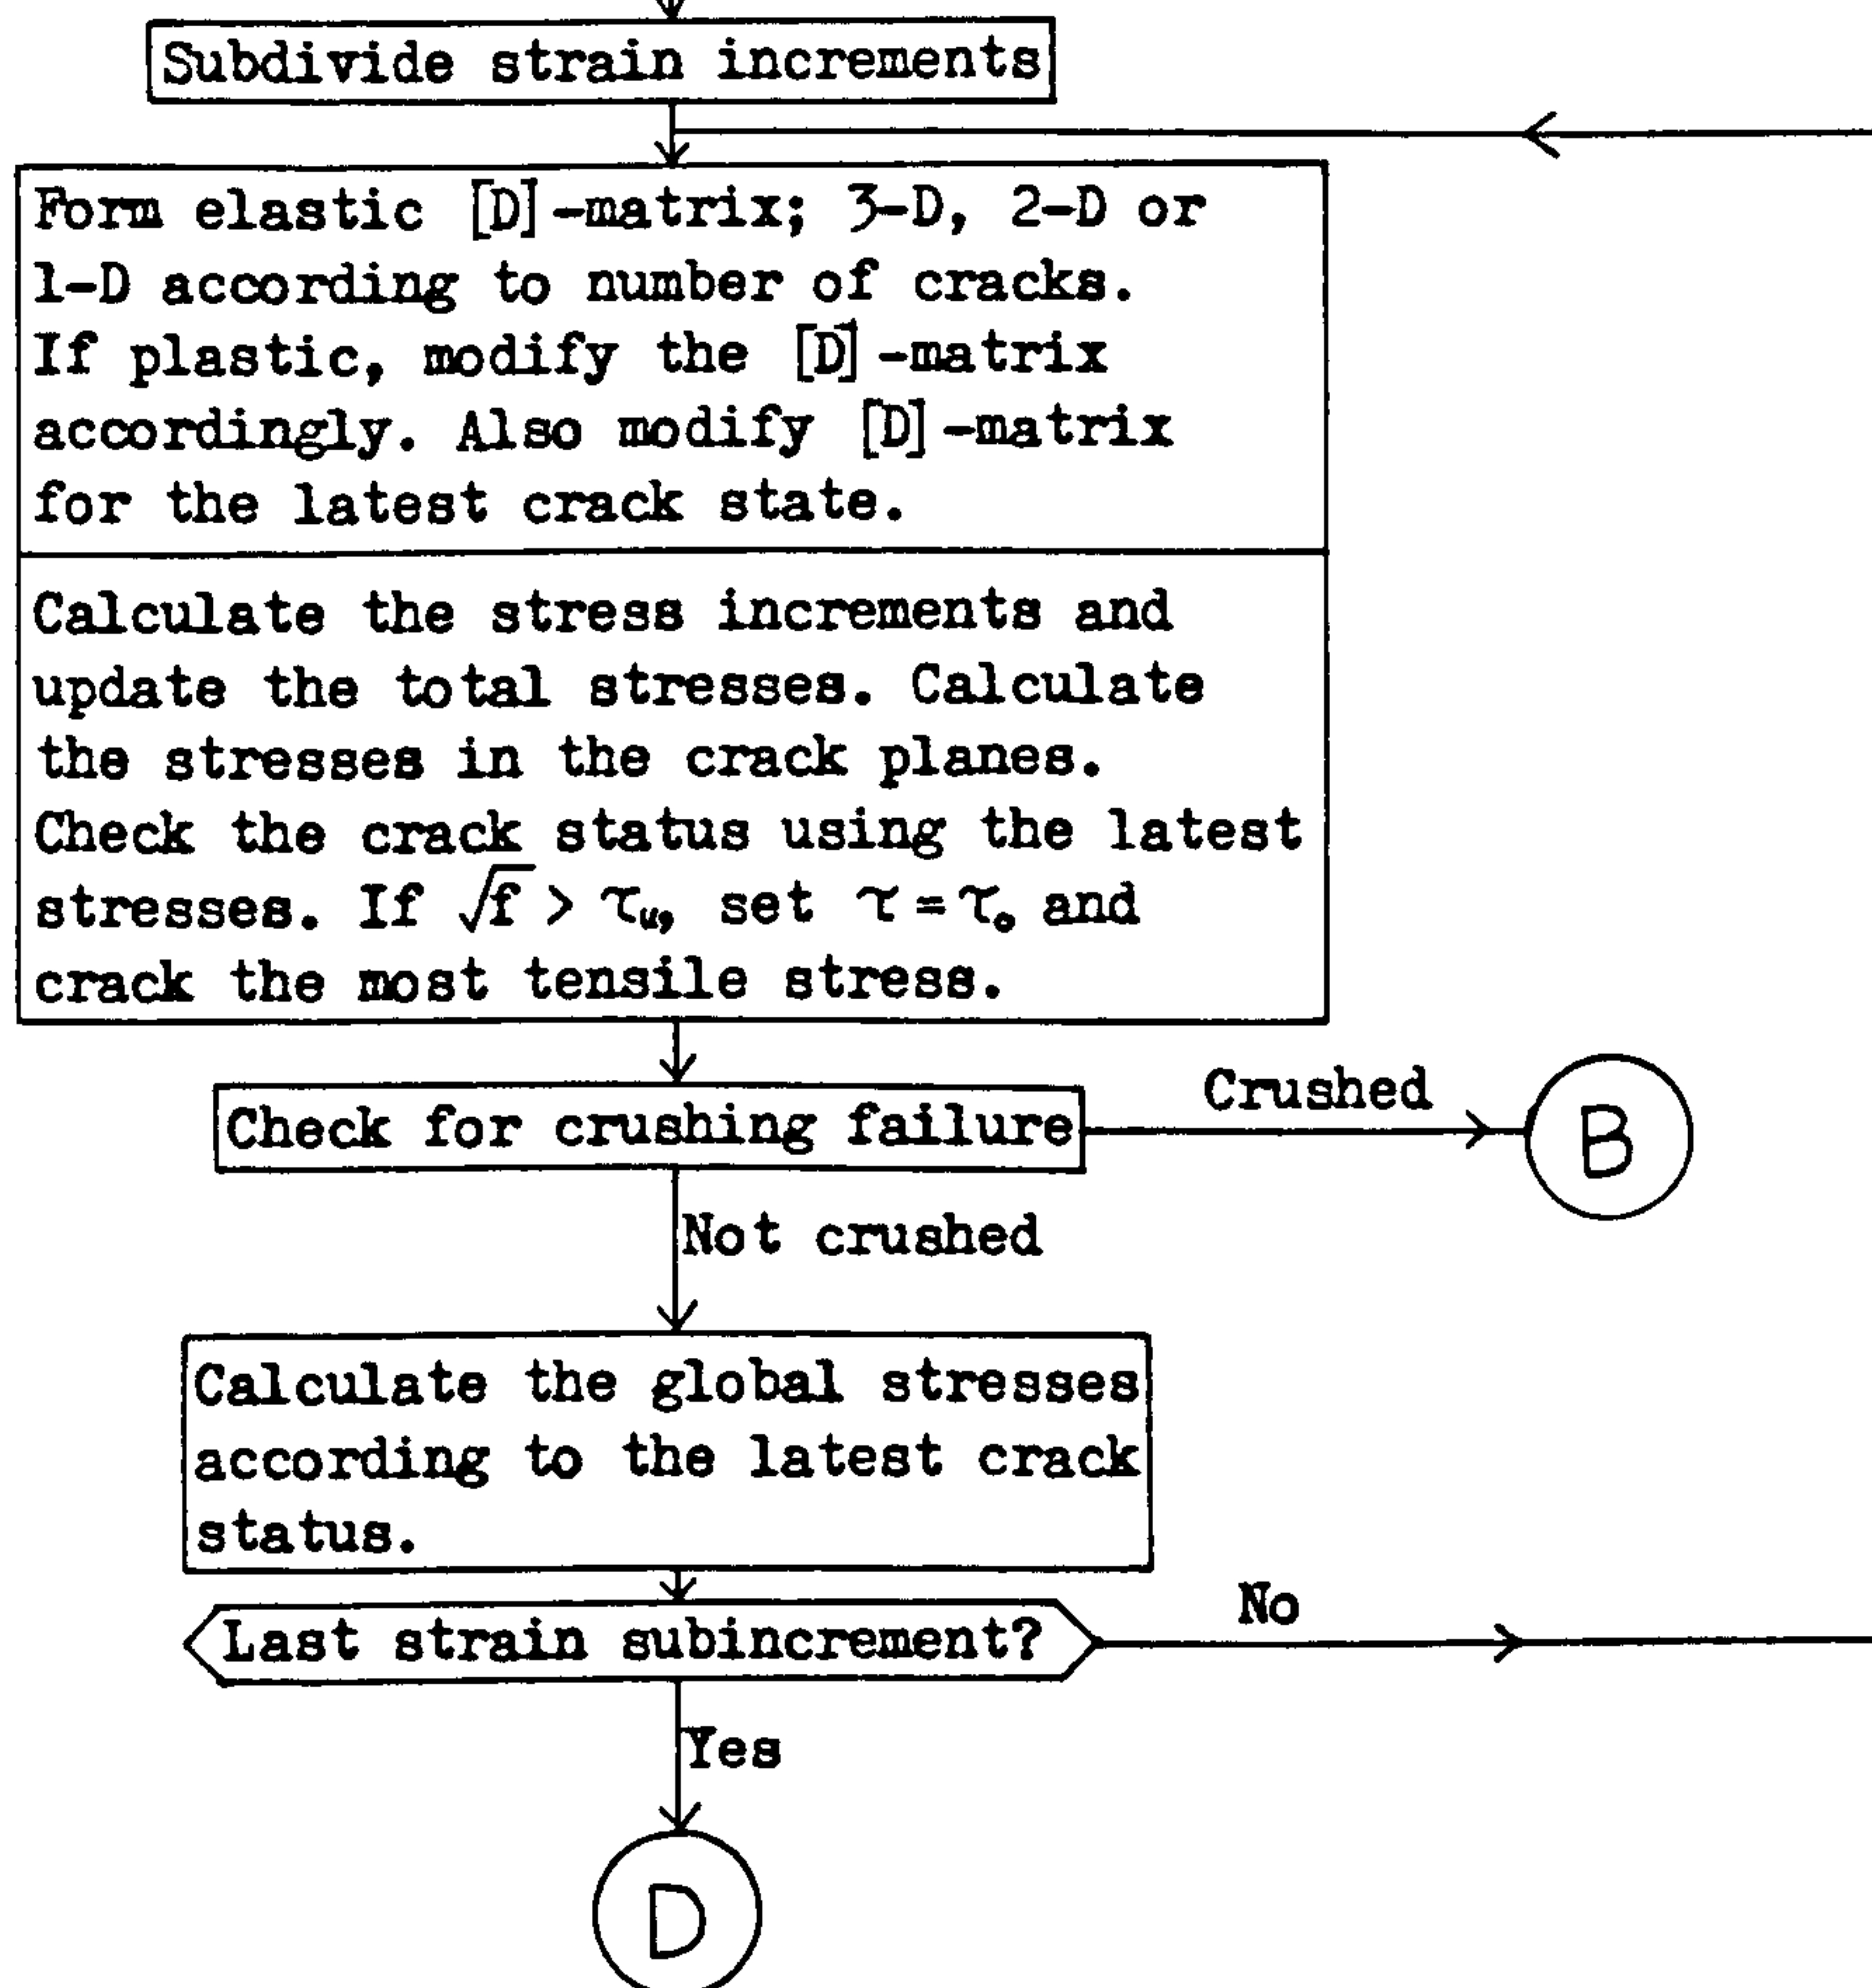 Subdivide strain increments
Form elastic [D]-matrix; 3-D, 2-D or
1-D according to number of cracks.
If plastic, modify the [D]-matrix
accordingly. Also modify [D]-matrix
for the latest crack state.
Calculate the stress increments and
update the total stresses. Calculate
the stresses in the crack planes.
Check the crack status using the latest
stresses. If √f > τu, set τ = τo and
crack the most tensile stress.
Check for crushing failure
Crushed
B
Not crushed
Calculate the global stresses
according to the latest crack
status.
Last strain subincrement?
No
Yes
D